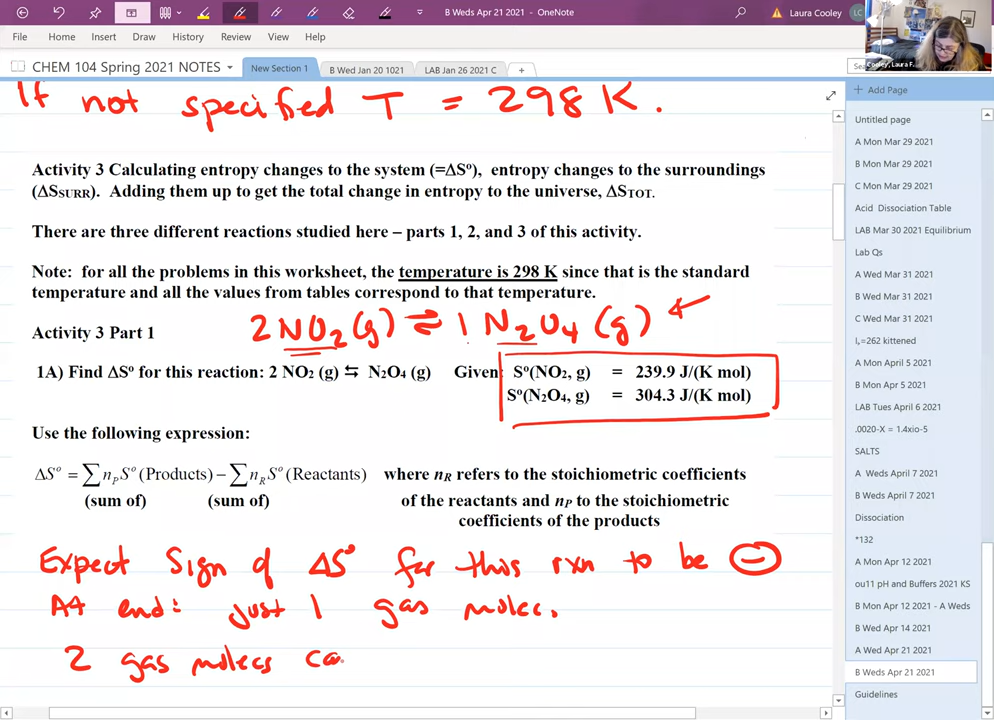 B Weds Apr 21 2021 - OneNote
Laura Cooley
LC
File Home Insert Draw History Review View Help
Cooley, Laura F.
CHEM 104 Spring 2021 NOTES
New Section 1
B Wed Jan 20 1021
LAB Jan 26 2021 C
+
If not specified T = 298 K.
Activity 3 Calculating entropy changes to the system (=ΔSº), entropy changes to the surroundings
(ΔSSURR). Adding them up to get the total change in entropy to the universe, ΔSTOT.
There are three different reactions studied here – parts 1, 2, and 3 of this activity.
Note: for all the problems in this worksheet, the temperature is 298 K since that is the standard
temperature and all the values from tables correspond to that temperature.
2NO2(g) ⇌ 1 N2O4(g) ←
Activity 3 Part 1
1A) Find ΔSº for this reaction: 2 NO2 (g) ⇆ N2O4 (g) Given: Sº(NO2, g) = 239.9 J/(K mol)
Sº(N2O4, g) = 304.3 J/(K mol)
Use the following expression:
ΔSº = ∑ nPSº(Products) − ∑ nRSº(Reactants) where nR refers to the stoichiometric coefficients
(sum of) (sum of) of the reactants and nP to the stoichiometric
coefficients of the products
Expect Sign of ΔSº for this rxn to be −
At end: just 1 gas molec.
2 gas molecs ca
Add Page
Untitled page
A Mon Mar 29 2021
B Mon Mar 29 2021
C Mon Mar 29 2021
Acid Dissociation Table
LAB Mar 30 2021 Equilibrium
Lab Qs
A Wed Mar 31 2021
B Wed Mar 31 2021
C Wed Mar 31 2021
I,=262 kittened
A Mon April 5 2021
B Mon Apr 5 2021
LAB Tues April 6 2021
.0020-X = 1.4xio-5
SALTS
A Weds April 7 2021
B Weds April 7 2021
Dissociation
*132
A Mon Apr 12 2021
ou11 pH and Buffers 2021 KS
B Mon Apr 12 2021 - A Weds
B Wed Apr 14 2021
A Wed Apr 21 2021
B Weds Apr 21 2021
Guidelines